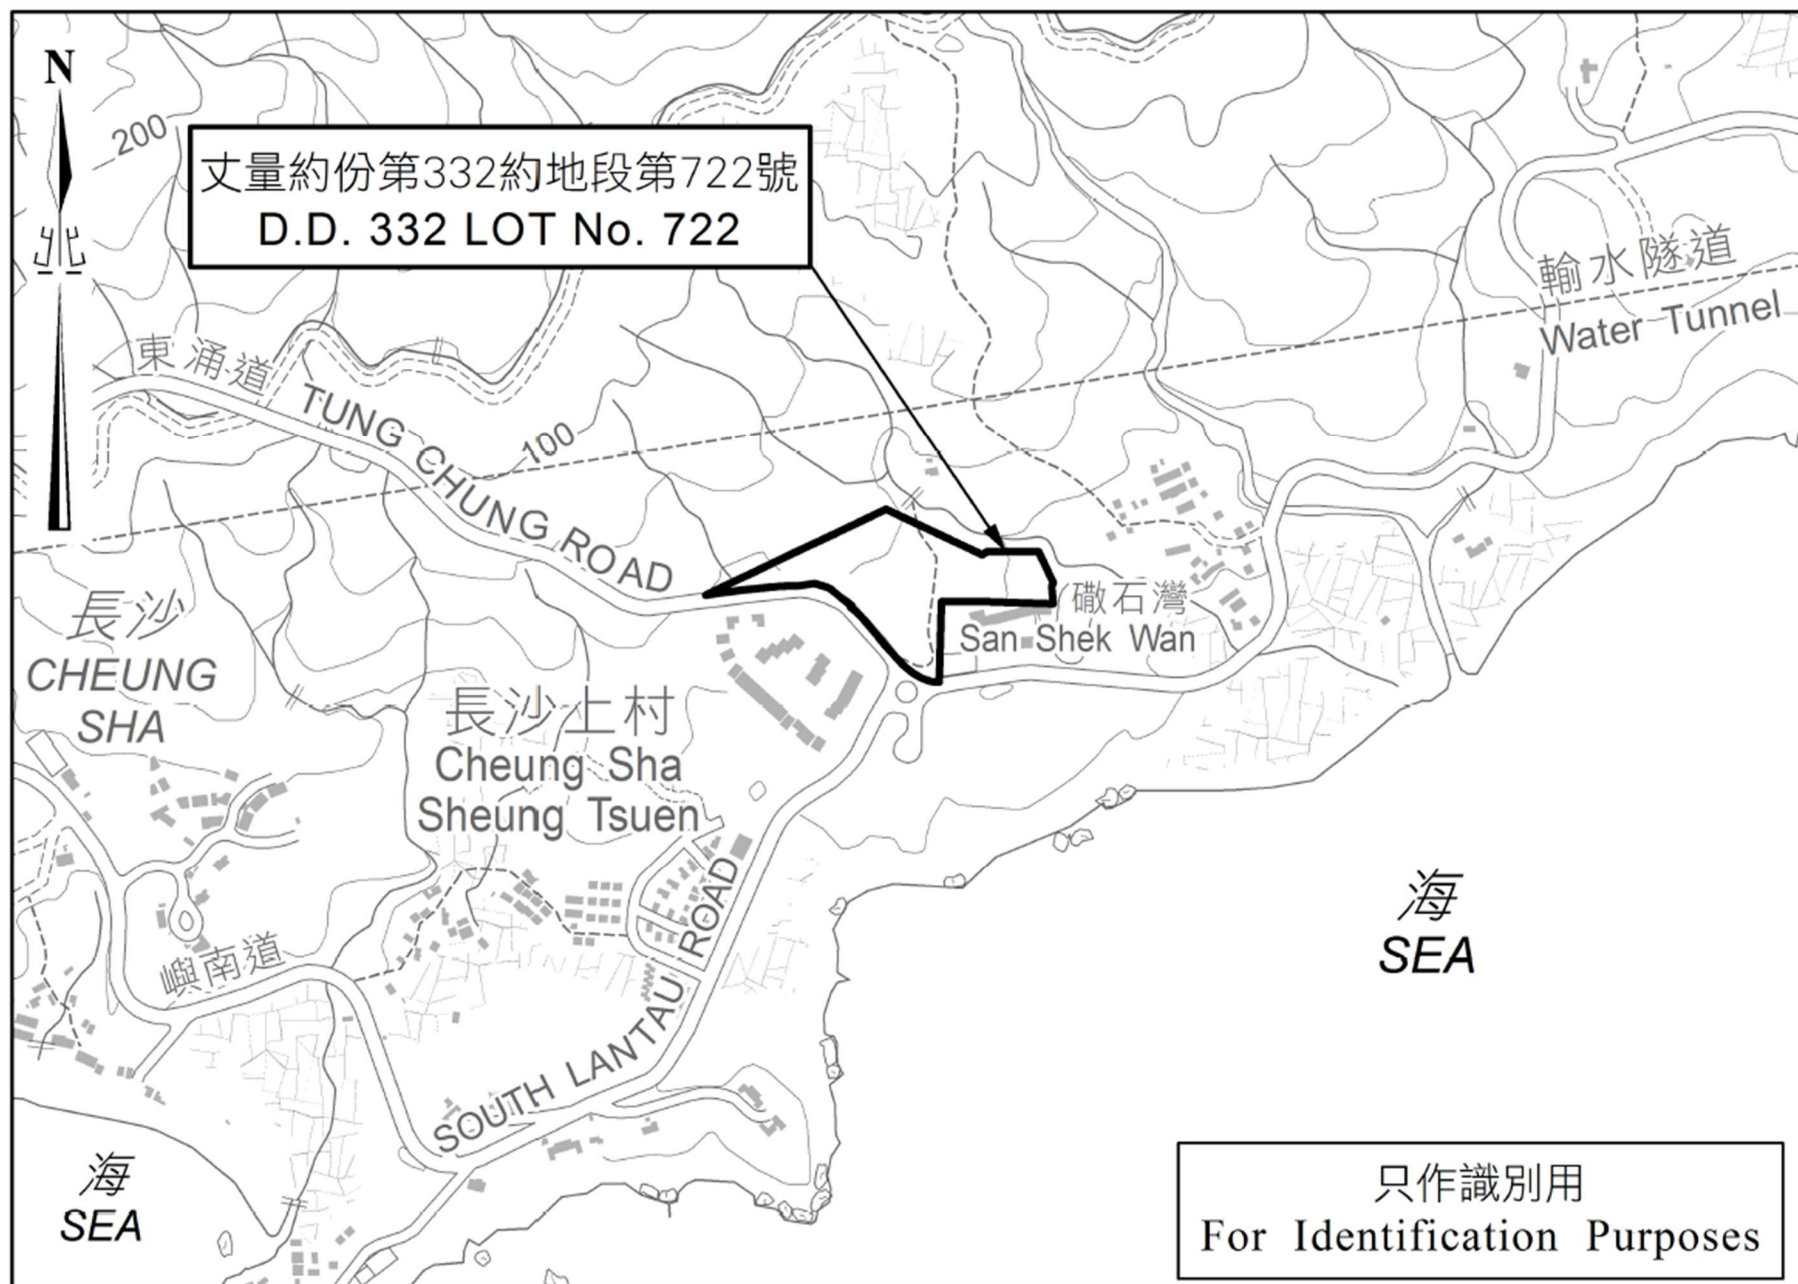 N
北
200
丈量約份第332約地段第722號
D.D. 332 LOT No. 722
輸水隧道
Water Tunnel
東涌道
TUNG CHUNG ROAD
100
長沙
CHEUNG
SHA
磡石灣
San Shek Wan
長沙上村
Cheung Sha
Sheung Tsuen
嶼南道
SOUTH LANTAU ROAD
海
SEA
海
SEA
只作識別用
For Identification Purposes